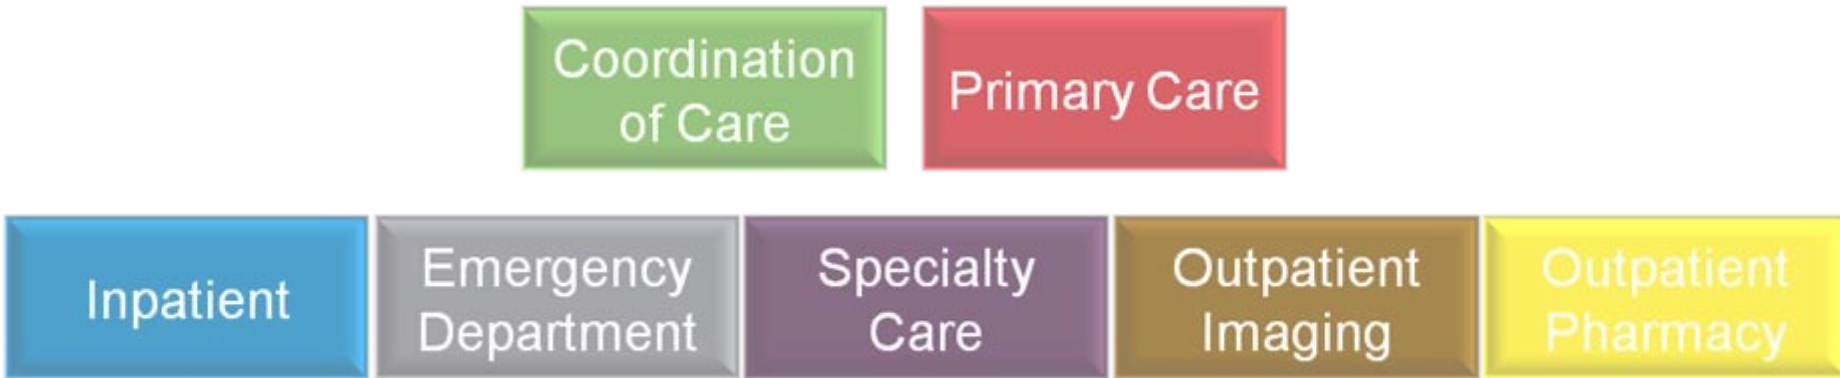 Coordination
of Care
Primary Care
Inpatient
Emergency
Department
Specialty
Care
Outpatient
Imaging
Outpatient
Pharmacy